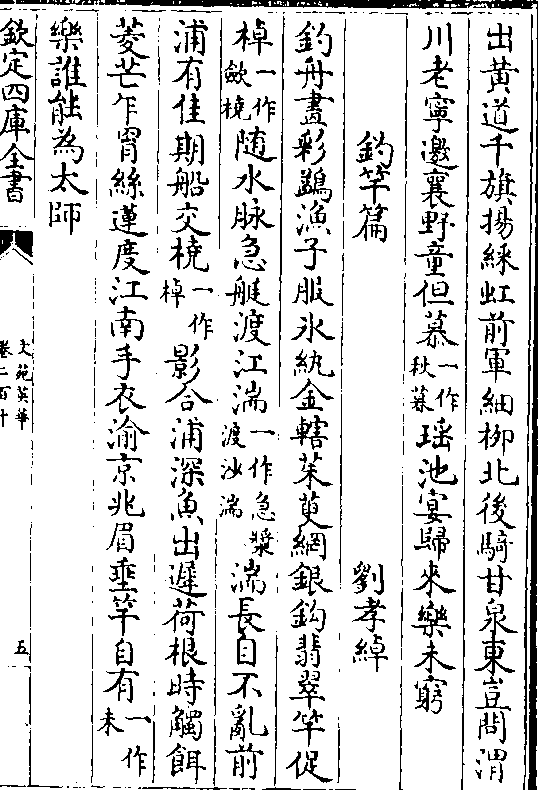 出黄道千旗揚綵虹前軍細柳北後騎甘泉東豈問渭
川老寧邀襄野童但慕一作秋暮瑶池宴歸來樂未窮
釣竿篇 劉孝綽
釣舟畫彩鷁漁子服氷紈金轄茱萸網銀鈎翡翠竿促
棹一作歛橈随水脉急艇渡江湍一作急槳渡沙湍湍長自不亂前
浦有佳期船交橈一作棹影合浦深魚出遲荷根時觸餌
菱芒乍罥絲蓮度江南手衣渝京兆眉垂竿自有一作未
樂誰能為太師
欽定四庫全書
文苑英華
卷二百十
五